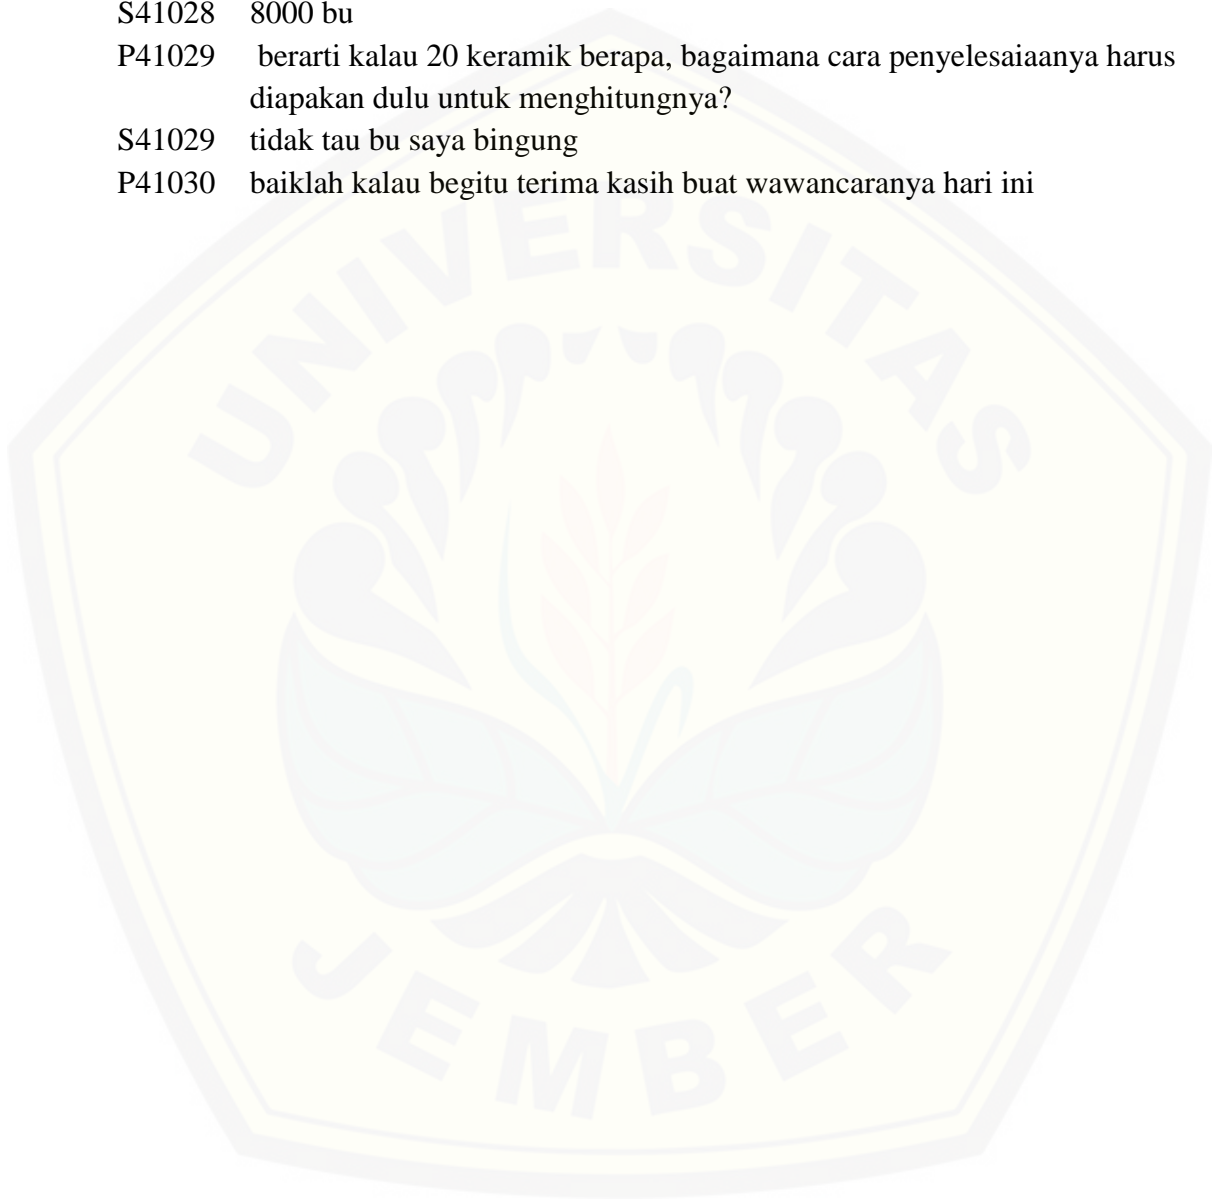 S41028 8000 bu
P41029 berarti kalau 20 keramik berapa, bagaimana cara penyelesaiaanya harus
diapakan dulu untuk menghitungnya?
S41029 tidak tau bu saya bingung
P41030 baiklah kalau begitu terima kasih buat wawancaranya hari ini
UNIVERSITAS
JEMBER